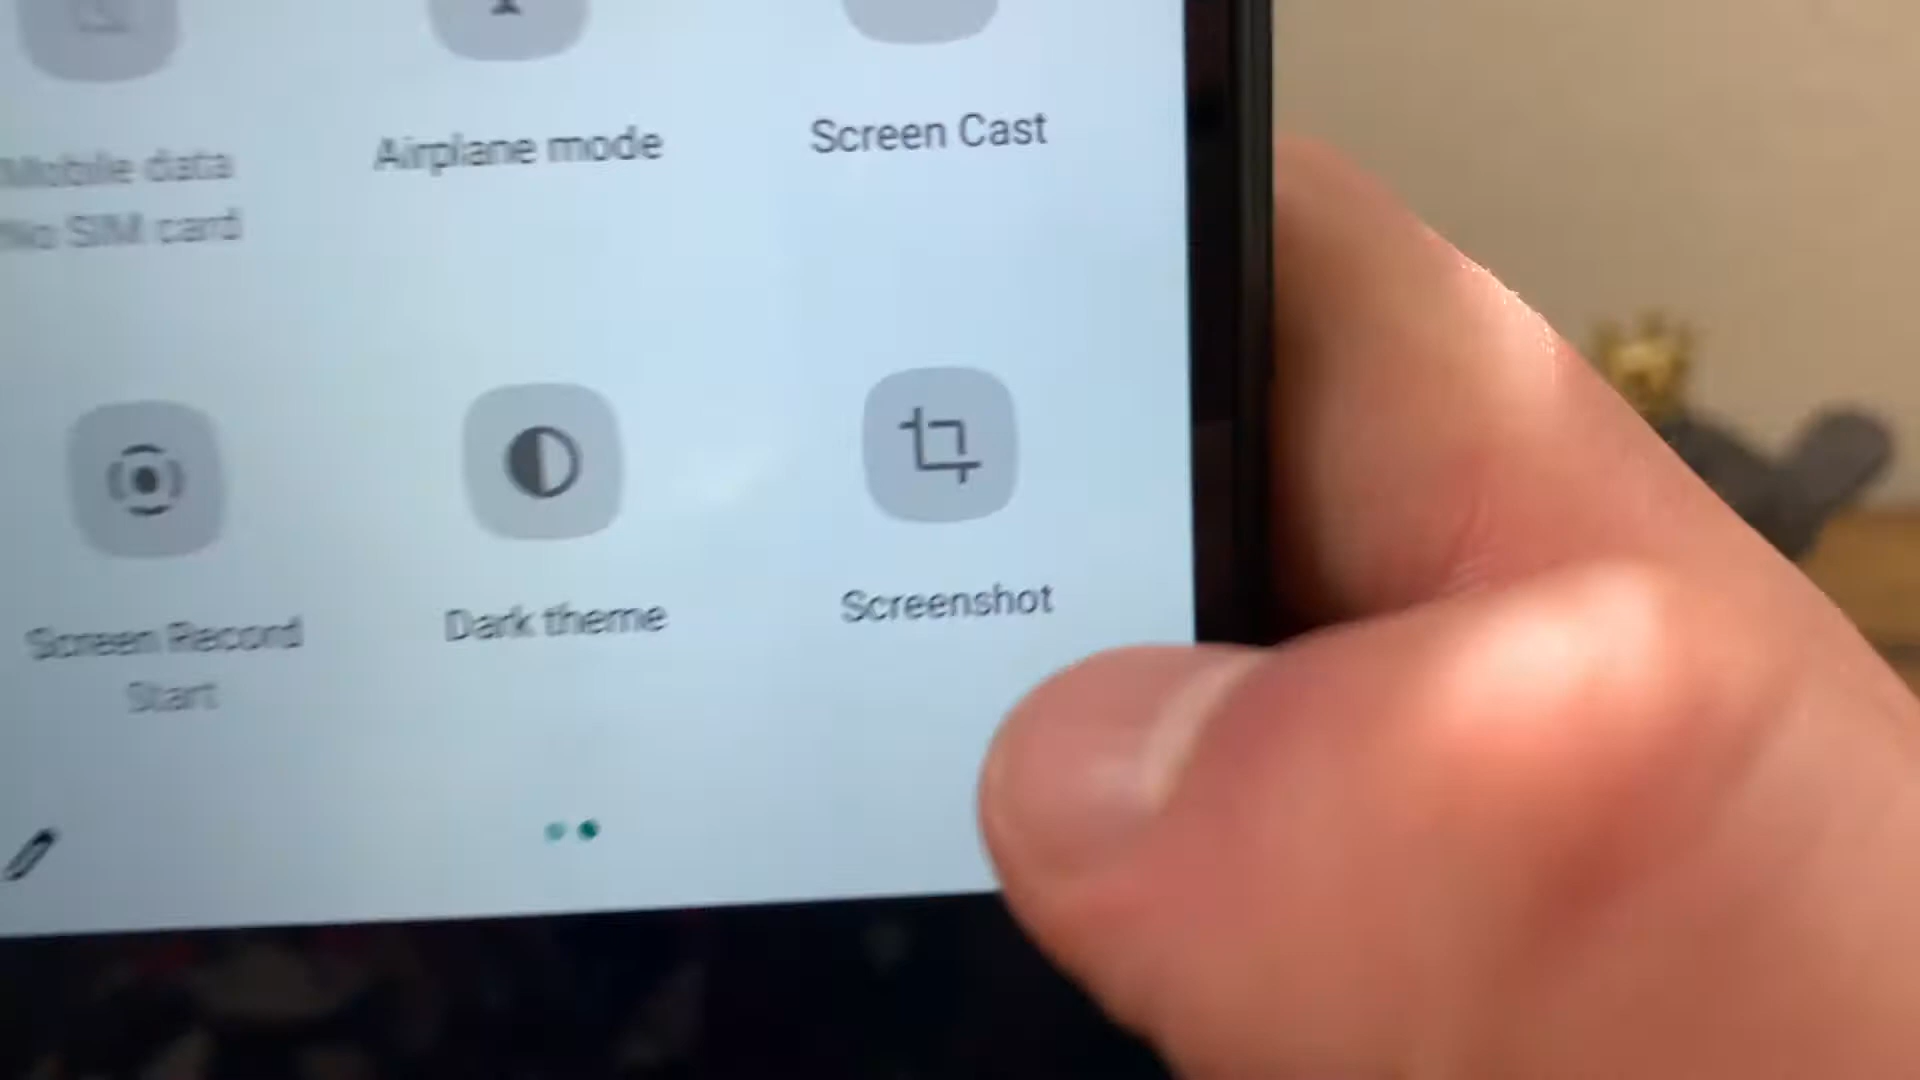 Mobile data
No SIM card
Airplane mode
Screen Cast
Screen Record
Start
Dark theme
Screenshot